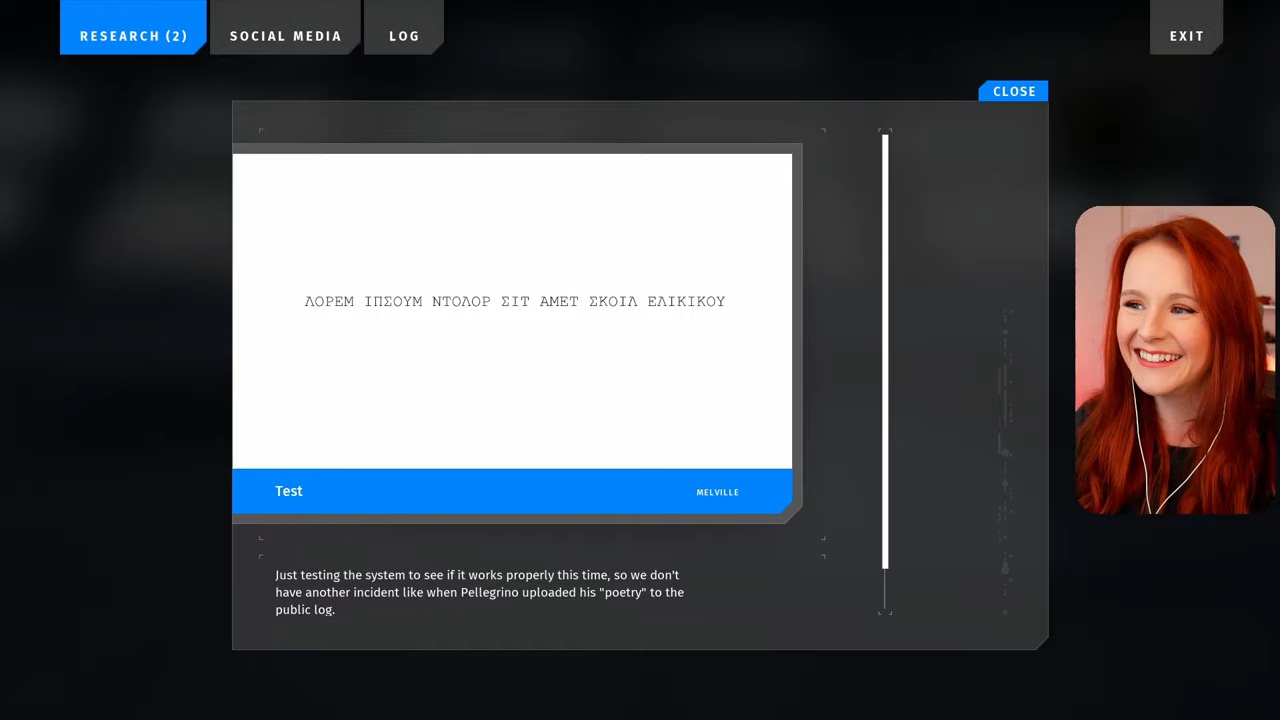 RESEARCH (2)
SOCIAL MEDIA
LOG
EXIT
CLOSE
ΛΟΡΕΜ ΙΠΣΟΥΜ ΝΤΟΛΟΡ ΣΙΤ ΑΜΕΤ ΣΚΟΙΛ ΕΛΙΚΙΚΟΥ
Test
MELVILLE
Just testing the system to see if it works properly this time, so we don't
have another incident like when Pellegrino uploaded his "poetry" to the
public log.